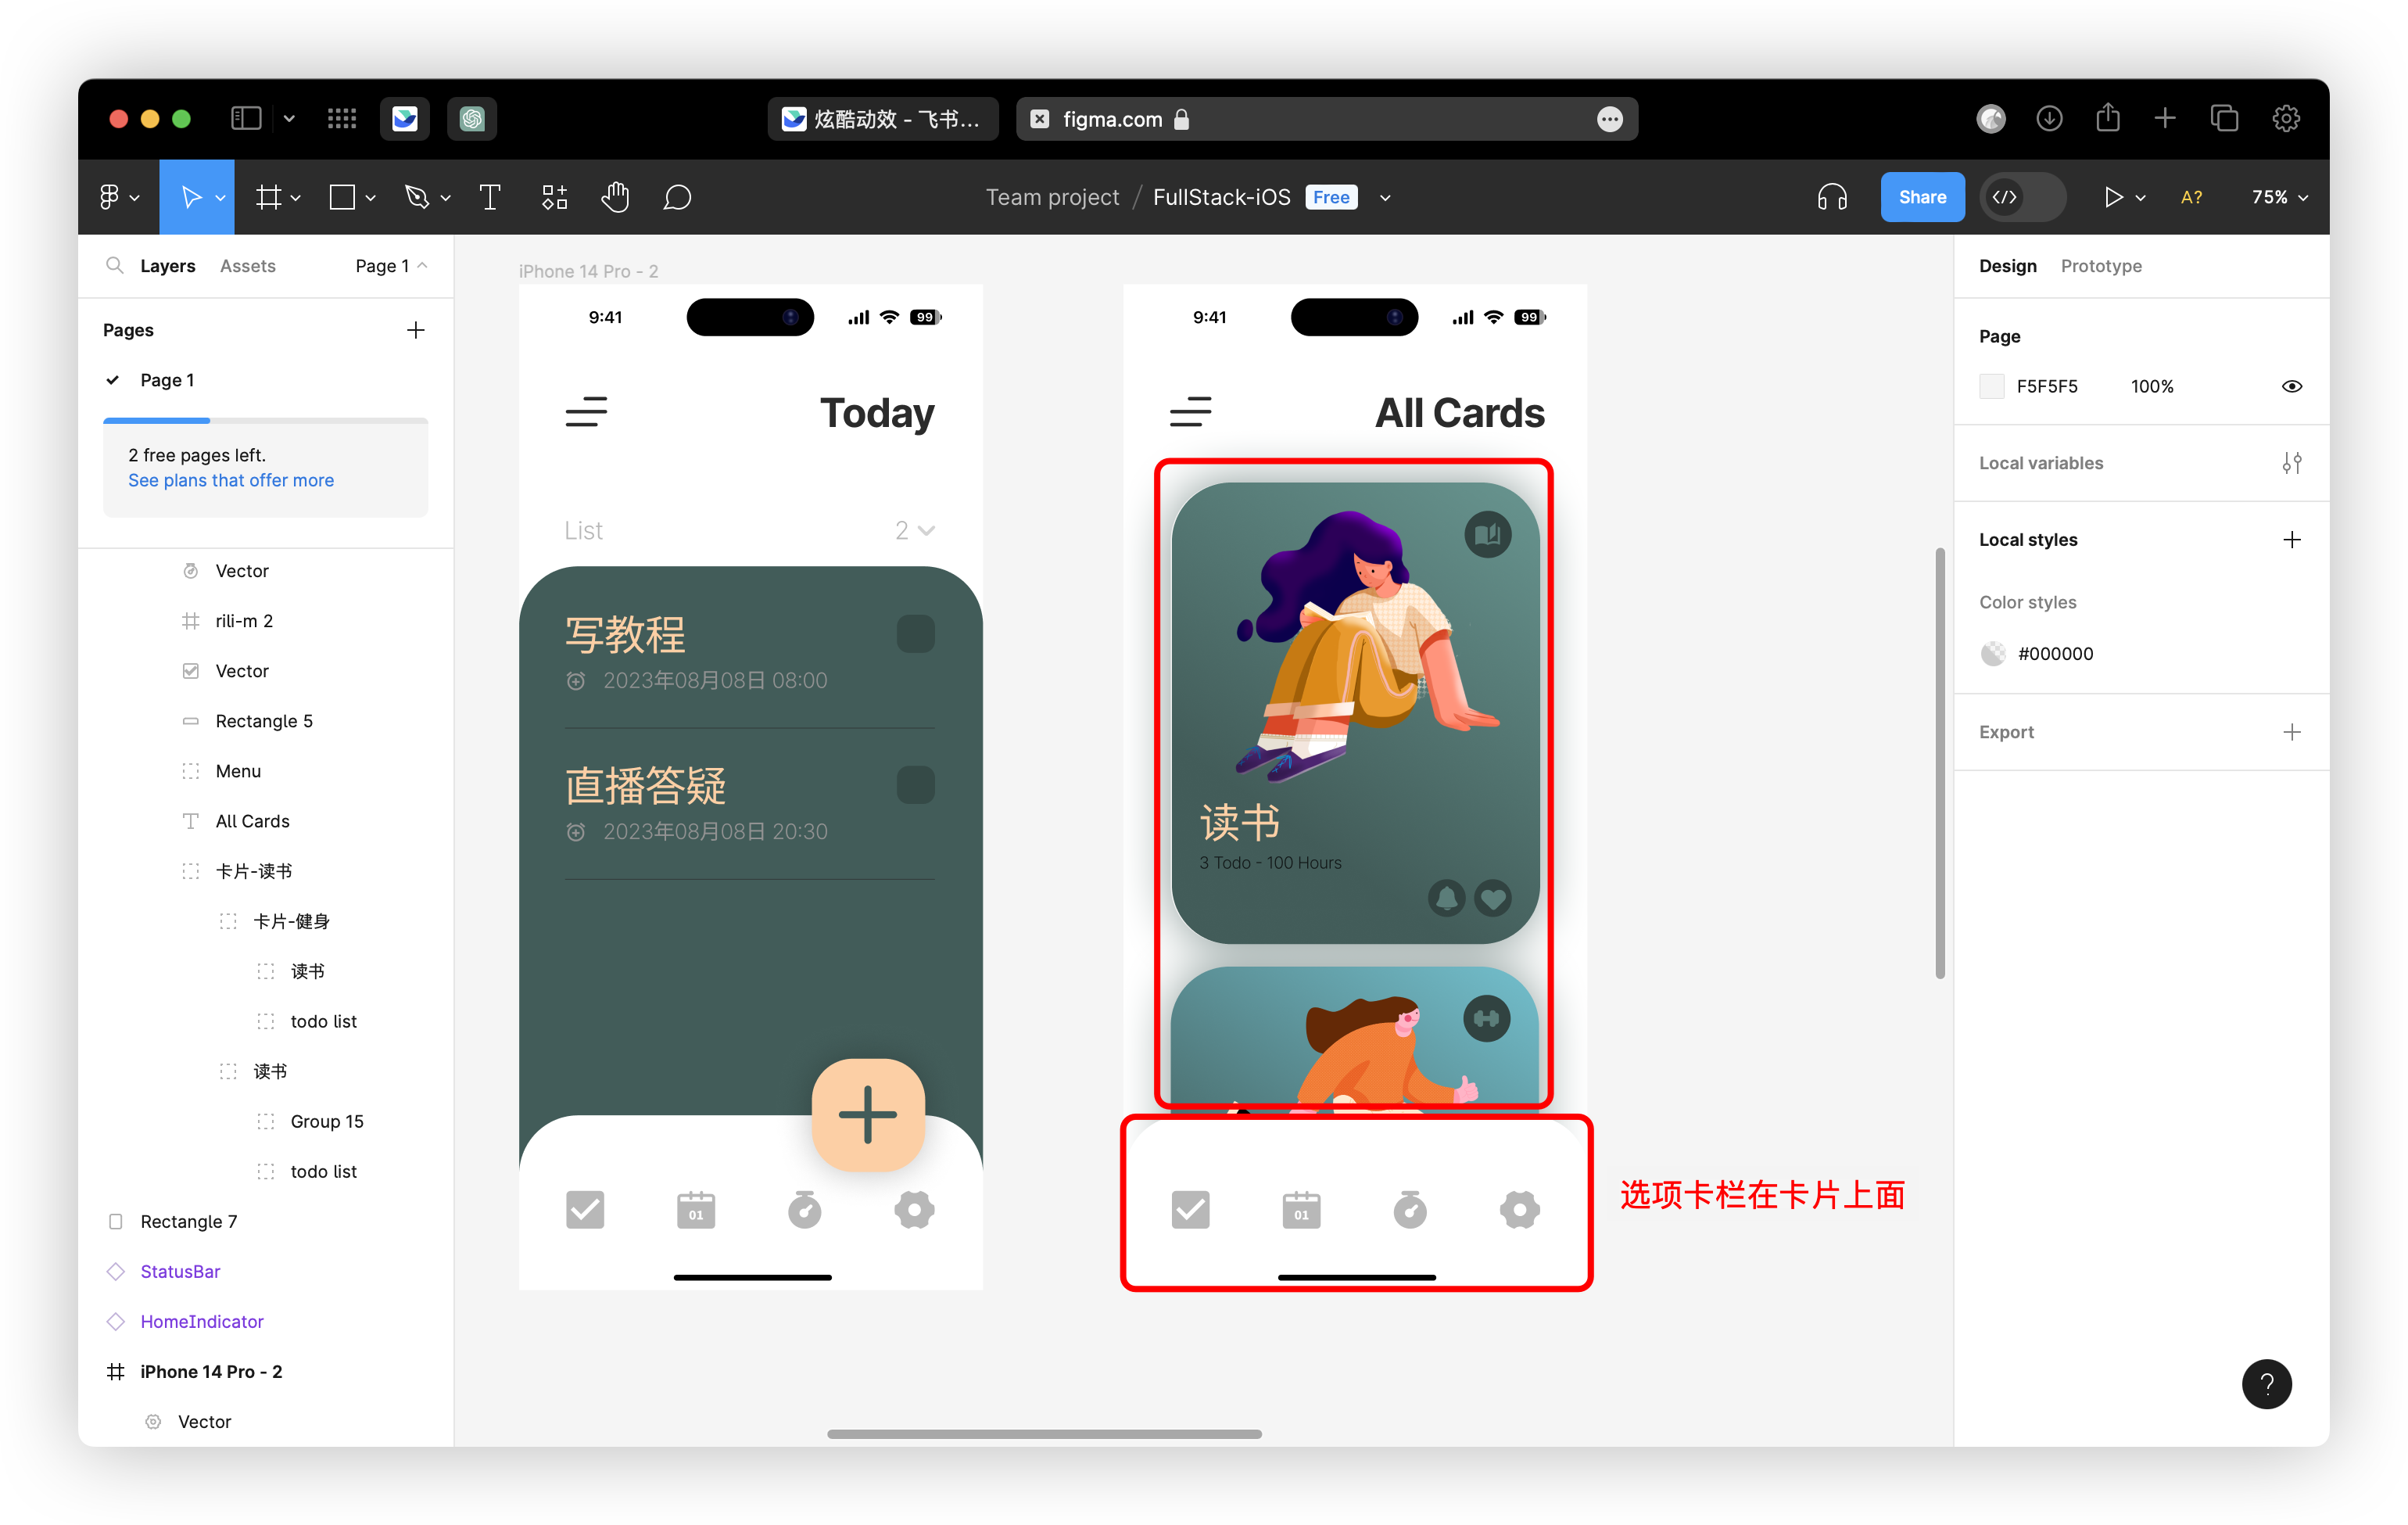 炫酷动效 - 飞书...
figma.com
Team project / FullStack-iOS Free
Share
A?
75%
Layers
Assets
Page 1
Pages
Page 1
2 free pages left.
See plans that offer more
Vector
rili-m 2
Vector
Rectangle 5
Menu
All Cards
卡片-读书
卡片-健身
读书
todo list
读书
Group 15
todo list
Rectangle 7
StatusBar
HomeIndicator
iPhone 14 Pro - 2
Vector
iPhone 14 Pro - 2
9:41
99
Today
List
2
写教程
2023年08月08日 08:00
直播答疑
2023年08月08日 20:30
01
9:41
99
All Cards
读书
3 Todo - 100 Hours
01
选项卡栏在卡片上面
Design
Prototype
Page
F5F5F5
100%
Local variables
Local styles
Color styles
#000000
Export
?